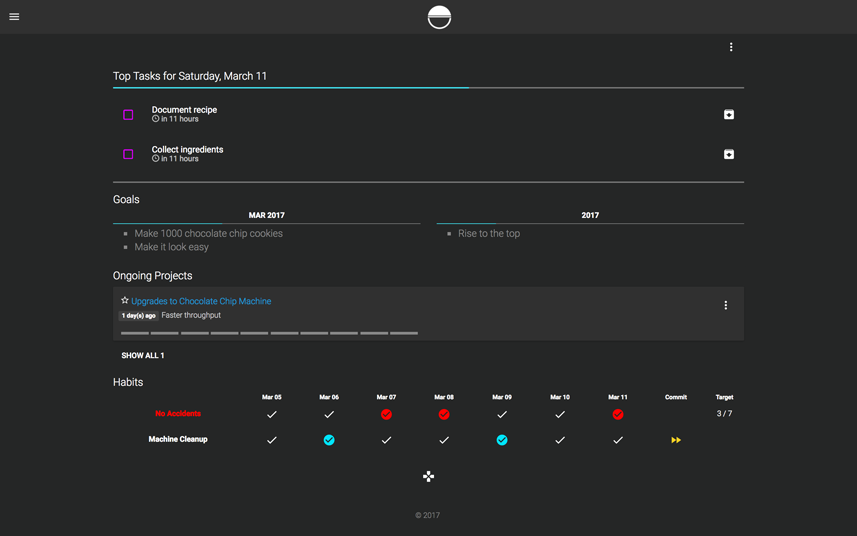 Top Tasks for Saturday, March 11
Document recipe
in 11 hours
Collect ingredients
in 11 hours
Goals
MAR 2017
2017
Make 1000 chocolate chip cookies
Rise to the top
Make it look easy
Ongoing Projects
Upgrades to Chocolate Chip Machine
1 day(s) ago Faster throughput
SHOW ALL 1
Habits
Mar 05 Mar 06 Mar 07 Mar 08 Mar 09 Mar 10 Mar 11 Commit Target
No Accidents 3 / 7
Machine Cleanup
© 2017